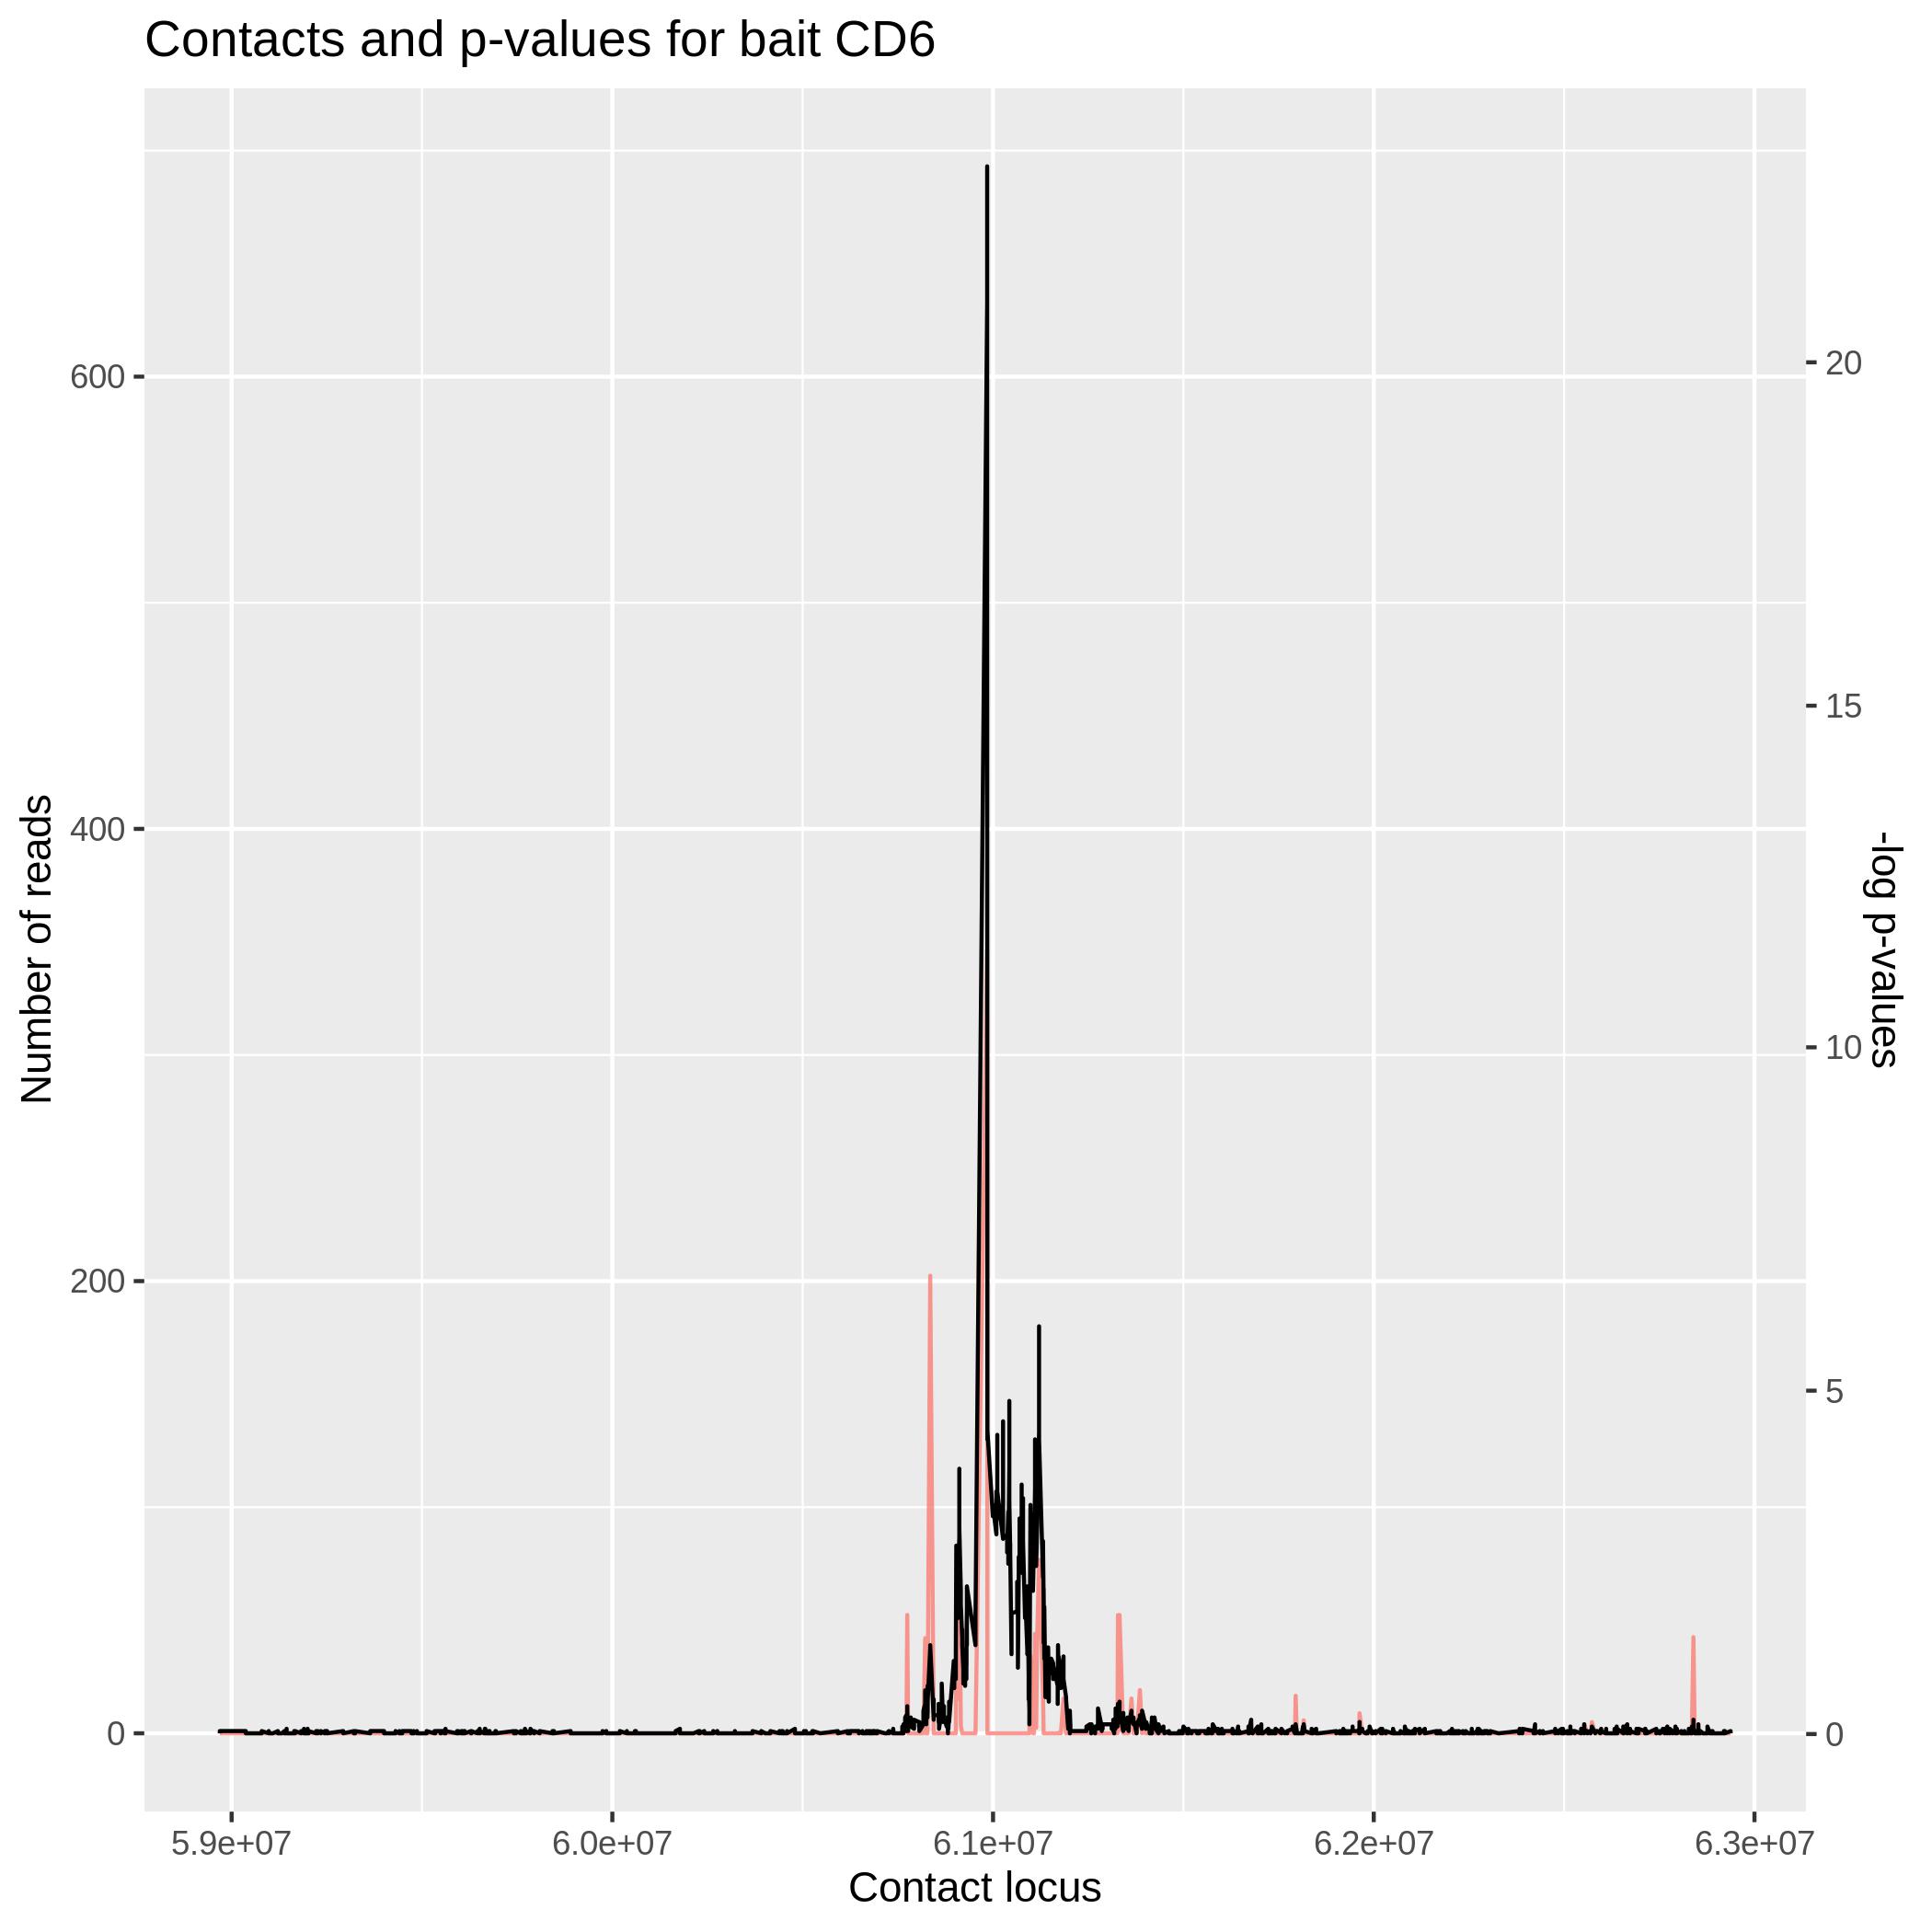 Contacts and p-values for bait CD6
Number of reads
600
400
200
0
20
15
10
5
0
-log p-values
5.9e+07
6.0e+07
6.1e+07
6.2e+07
6.3e+07
Contact locus